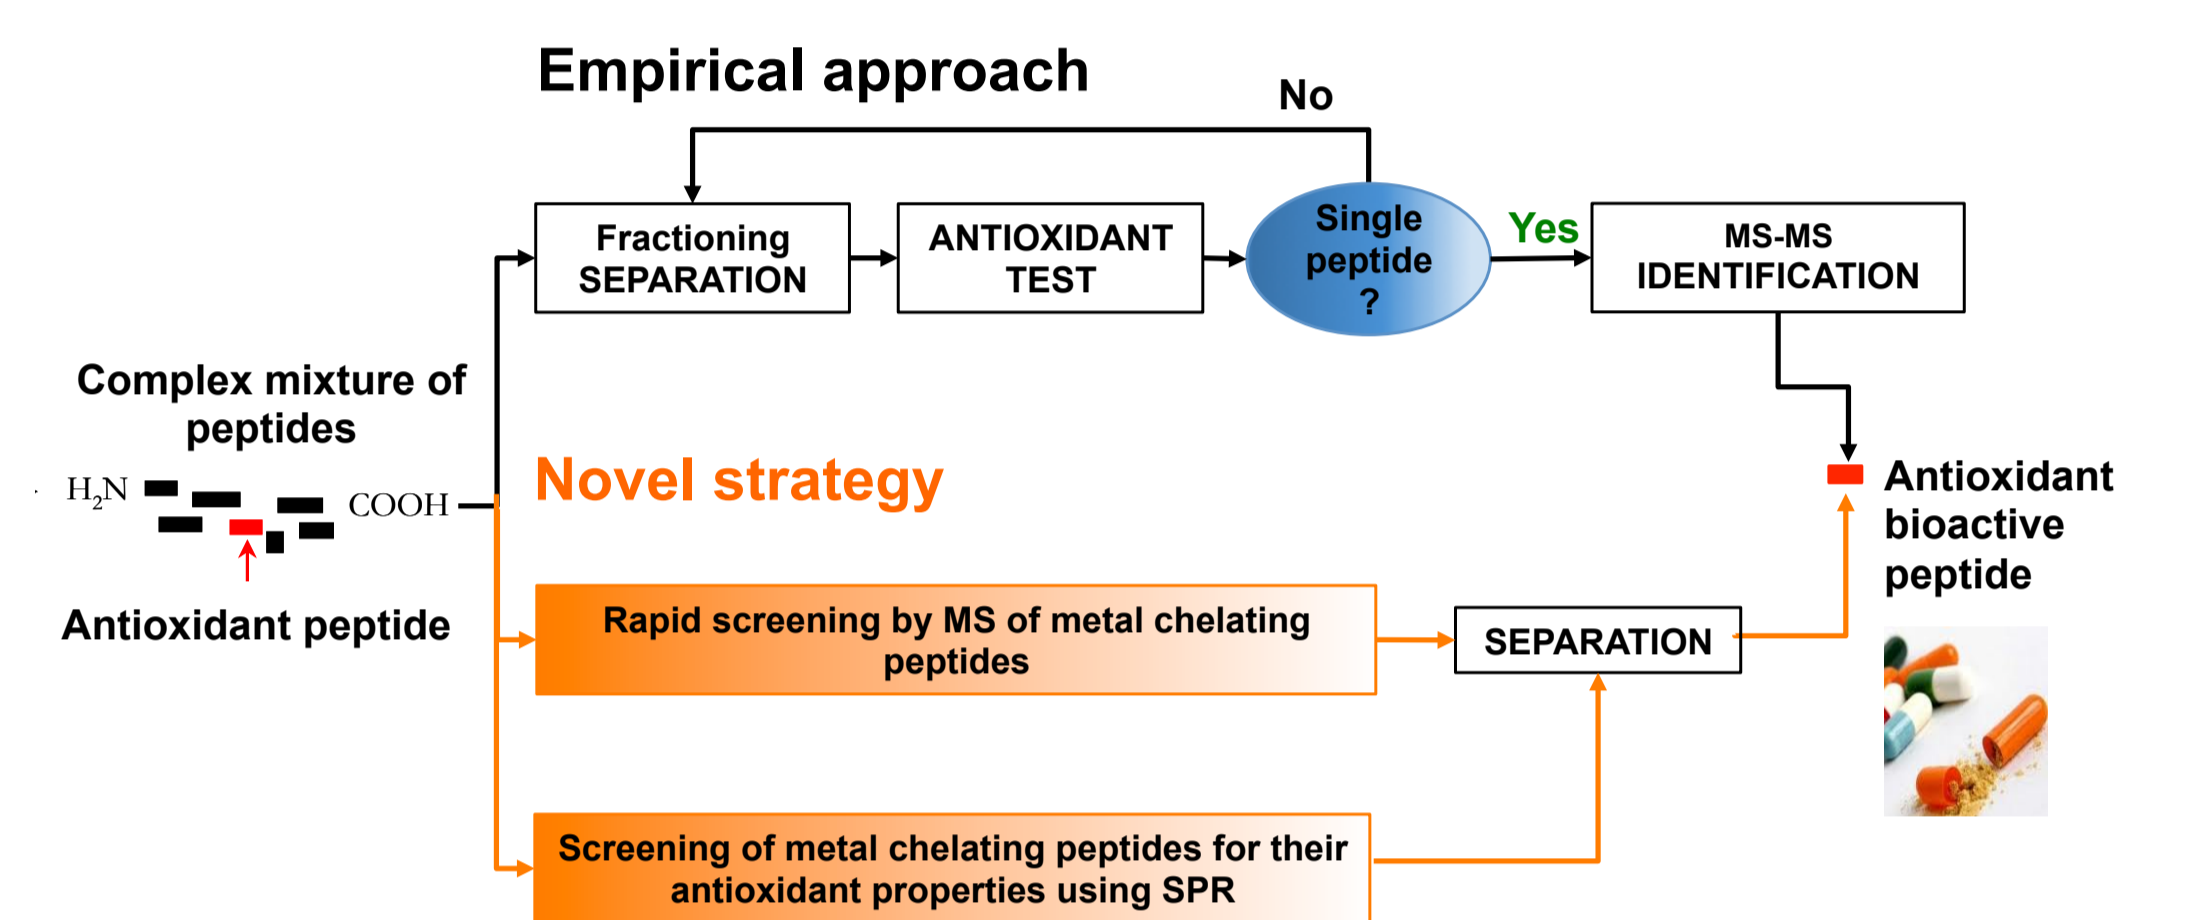 Empirical approach
No
Fractioning
SEPARATION
ANTIOXIDANT
TEST
Single
peptide
?
Yes
MS-MS
IDENTIFICATION
Complex mixture of
peptides
H₂N
COOH
Antioxidant peptide
Novel strategy
Rapid screening by MS of metal chelating
peptides
SEPARATION
Antioxidant
bioactive
peptide
Screening of metal chelating peptides for their
antioxidant properties using SPR